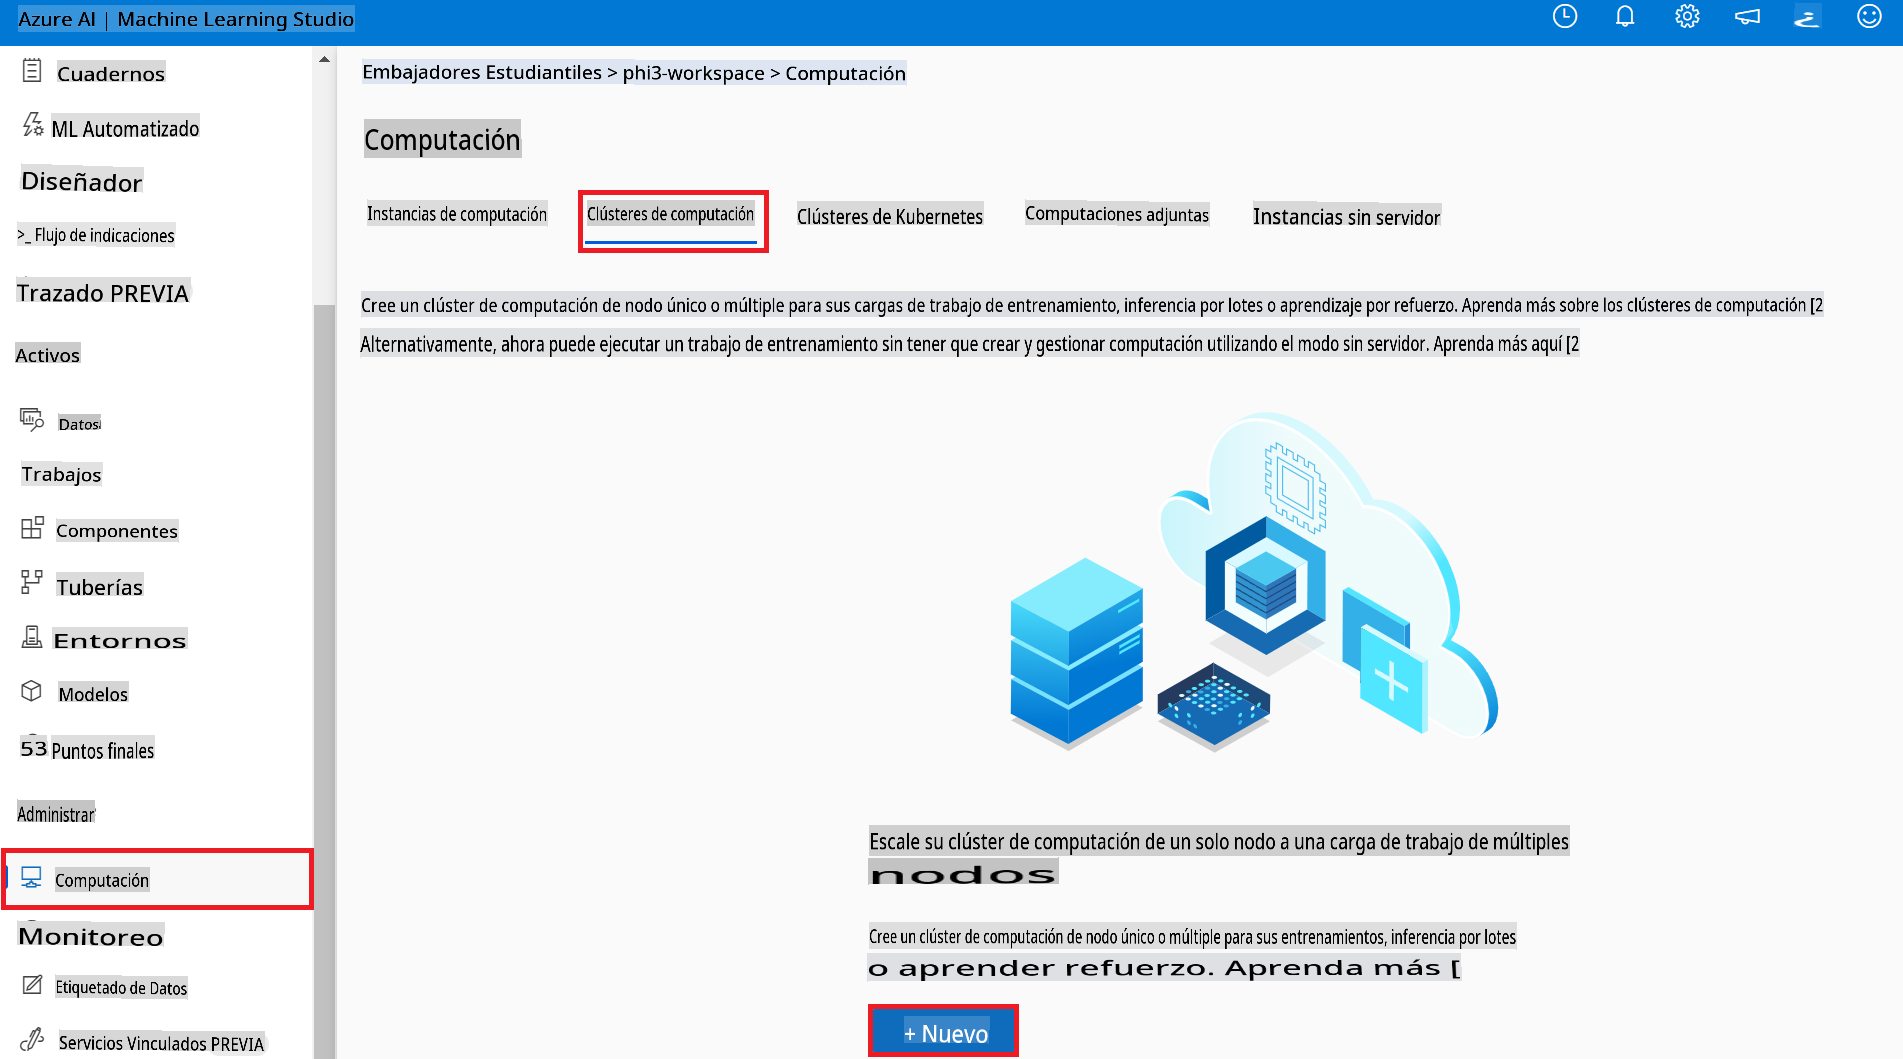 Azure AI | Machine Learning Studio
Cuadernos
ML Automatizado
Diseñador
>_ Flujo de indicaciones
Trazado PREVIA
Activos
Datos
Trabajos
Componentes
Tuberías
Entornos
Modelos
53 Puntos finales
Administrar
Computación
Monitoreo
Etiquetado de Datos
Servicios Vinculados PREVIA
Embajadores Estudiantiles > phi3-workspace > Computación
Computación
Instancias de computación
Clústeres de computación
Clústeres de Kubernetes
Computaciones adjuntas
Instancias sin servidor
Cree un clúster de computación de nodo único o múltiple para sus cargas de trabajo de entrenamiento, inferencia por lotes o aprendizaje por refuerzo. Aprenda más sobre los clústeres de computación [2
Alternativamente, ahora puede ejecutar un trabajo de entrenamiento sin tener que crear y gestionar computación utilizando el modo sin servidor. Aprenda más aquí [2
Escale su clúster de computación de un solo nodo a una carga de trabajo de múltiples
nodos
Cree un clúster de computación de nodo único o múltiple para sus entrenamientos, inferencia por lotes
o aprender refuerzo. Aprenda más [
+ Nuevo